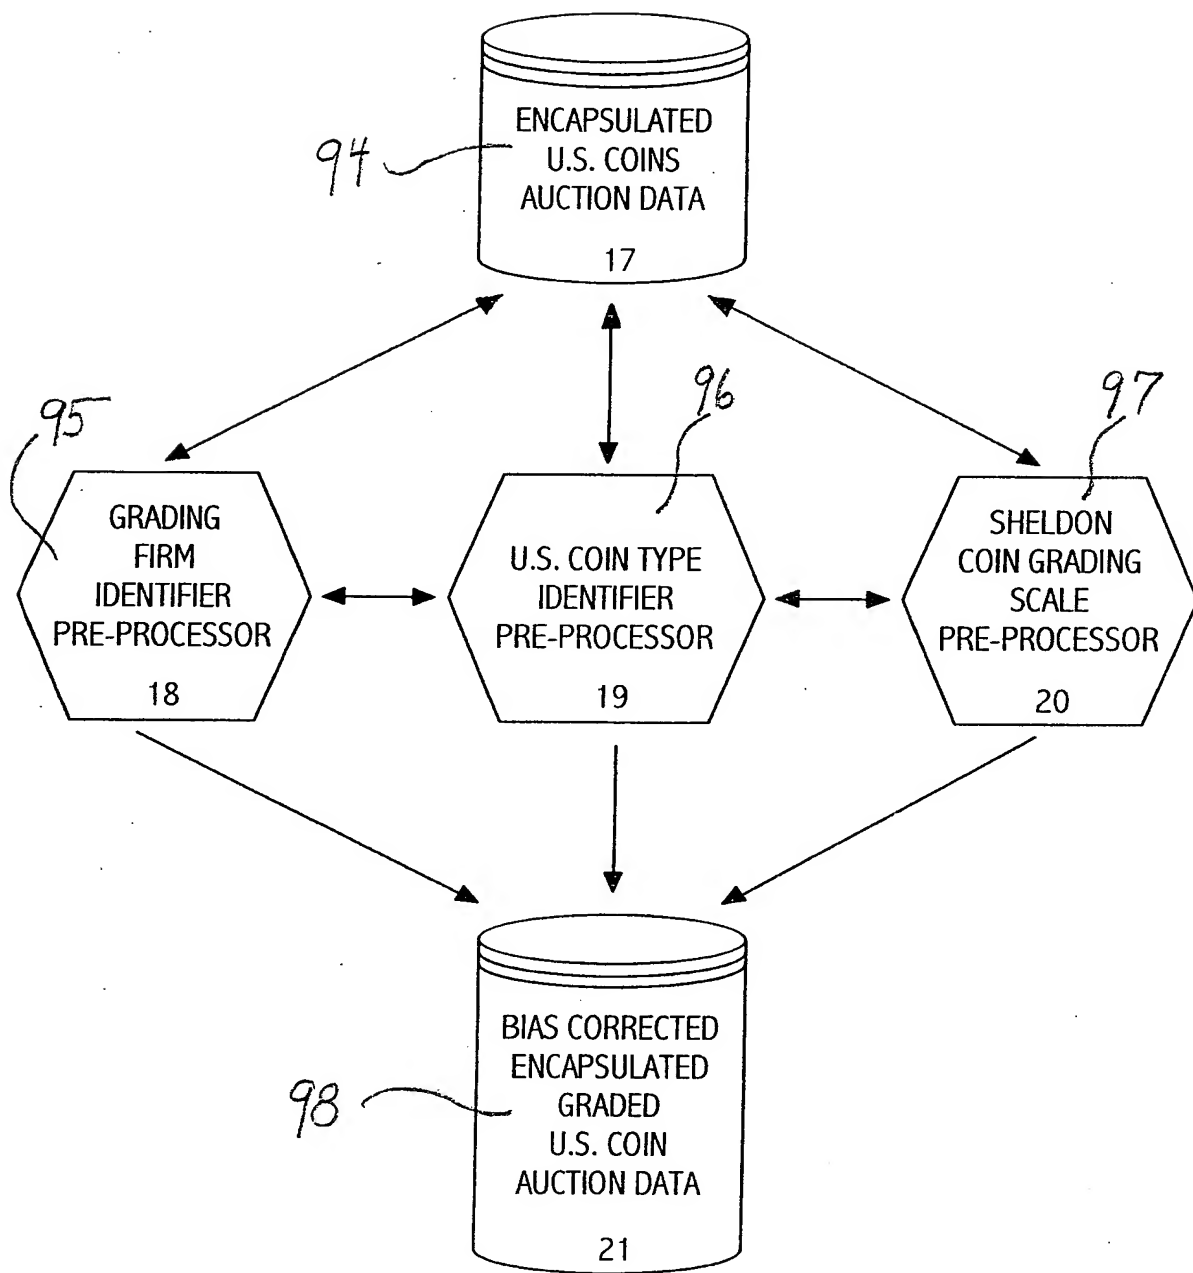 ENCAPSULATED
U.S. COINS
AUCTION DATA
17
94
95
96
97
GRADING
FIRM
IDENTIFIER
PRE-PROCESSOR
18
U.S. COIN TYPE
IDENTIFIER
PRE-PROCESSOR
19
SHELDON
COIN GRADING
SCALE
PRE-PROCESSOR
20
BIAS CORRECTED
ENCAPSULATED
GRADED
U.S. COIN
AUCTION DATA
21
98